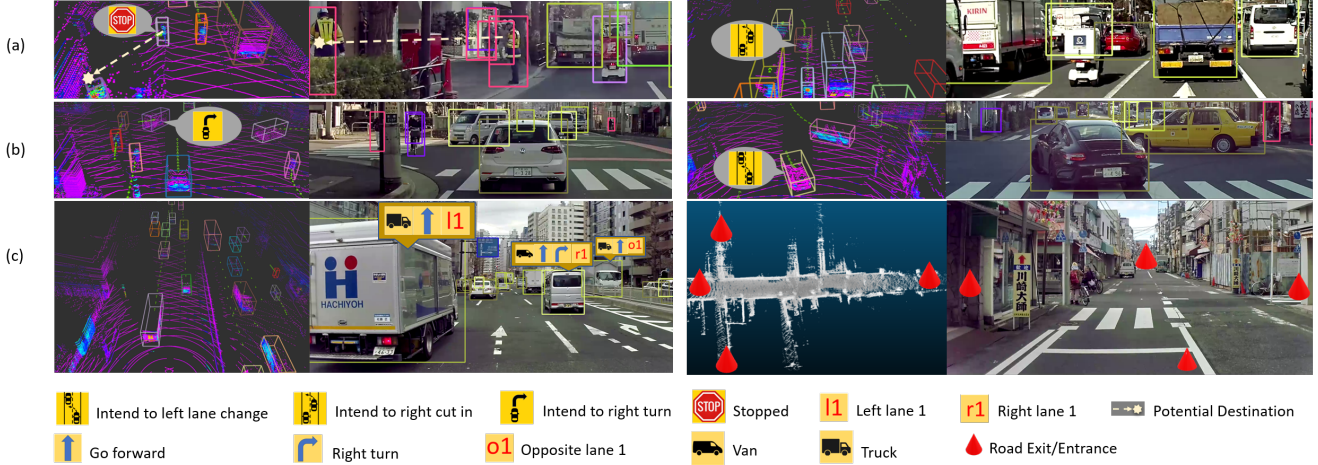 (a)
STOP
KIRIN
(b)
(c)
l1
r1
o1
HACHIYOH
Intend to left lane change
Intend to right cut in
Intend to right turn
STOP
Stopped
l1
Left lane 1
r1
Right lane 1
Potential Destination
Go forward
Right turn
o1
Opposite lane 1
Van
Truck
Road Exit/Entrance